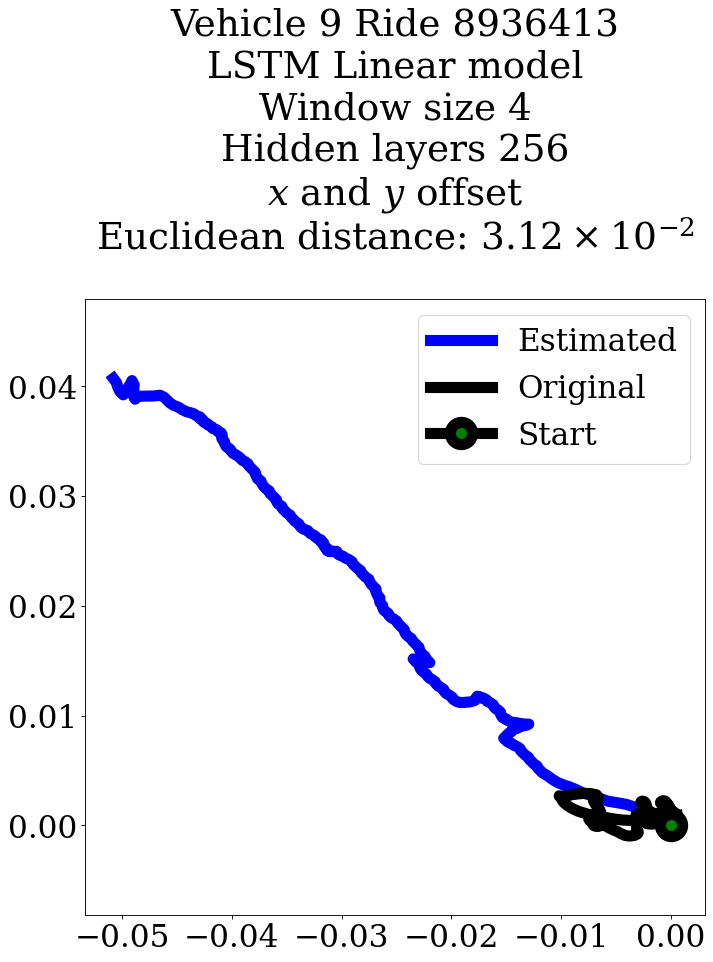 Vehicle 9 Ride 8936413
LSTM Linear model
Window size 4
Hidden layers 256
x and y offset
Euclidean distance: 3.12 × 10⁻²
Estimated
Original
Start
0.04
0.03
0.02
0.01
0.00
−0.05 −0.04 −0.03 −0.02 −0.01 0.00